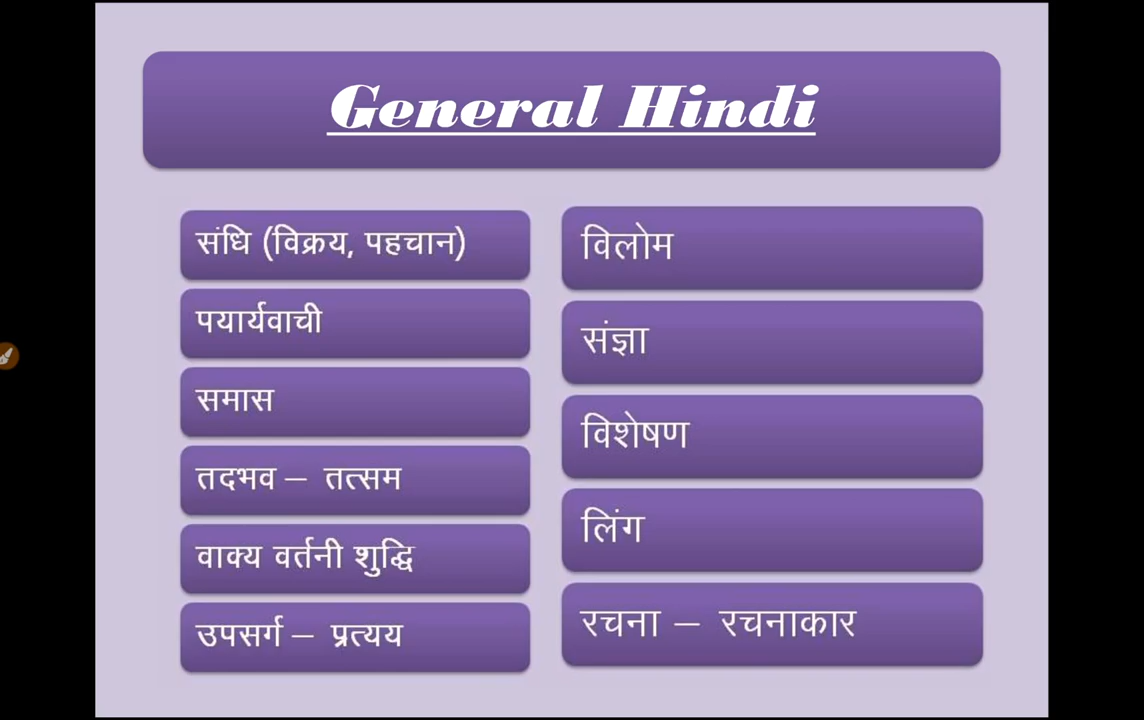 General Hindi
संधि (विक्रय, पहचान)
पयार्यवाची
समास
तदभव – तत्सम
वाक्य वर्तनी शुद्धि
उपसर्ग – प्रत्यय
विलोम
संज्ञा
विशेषण
लिंग
रचना – रचनाकार